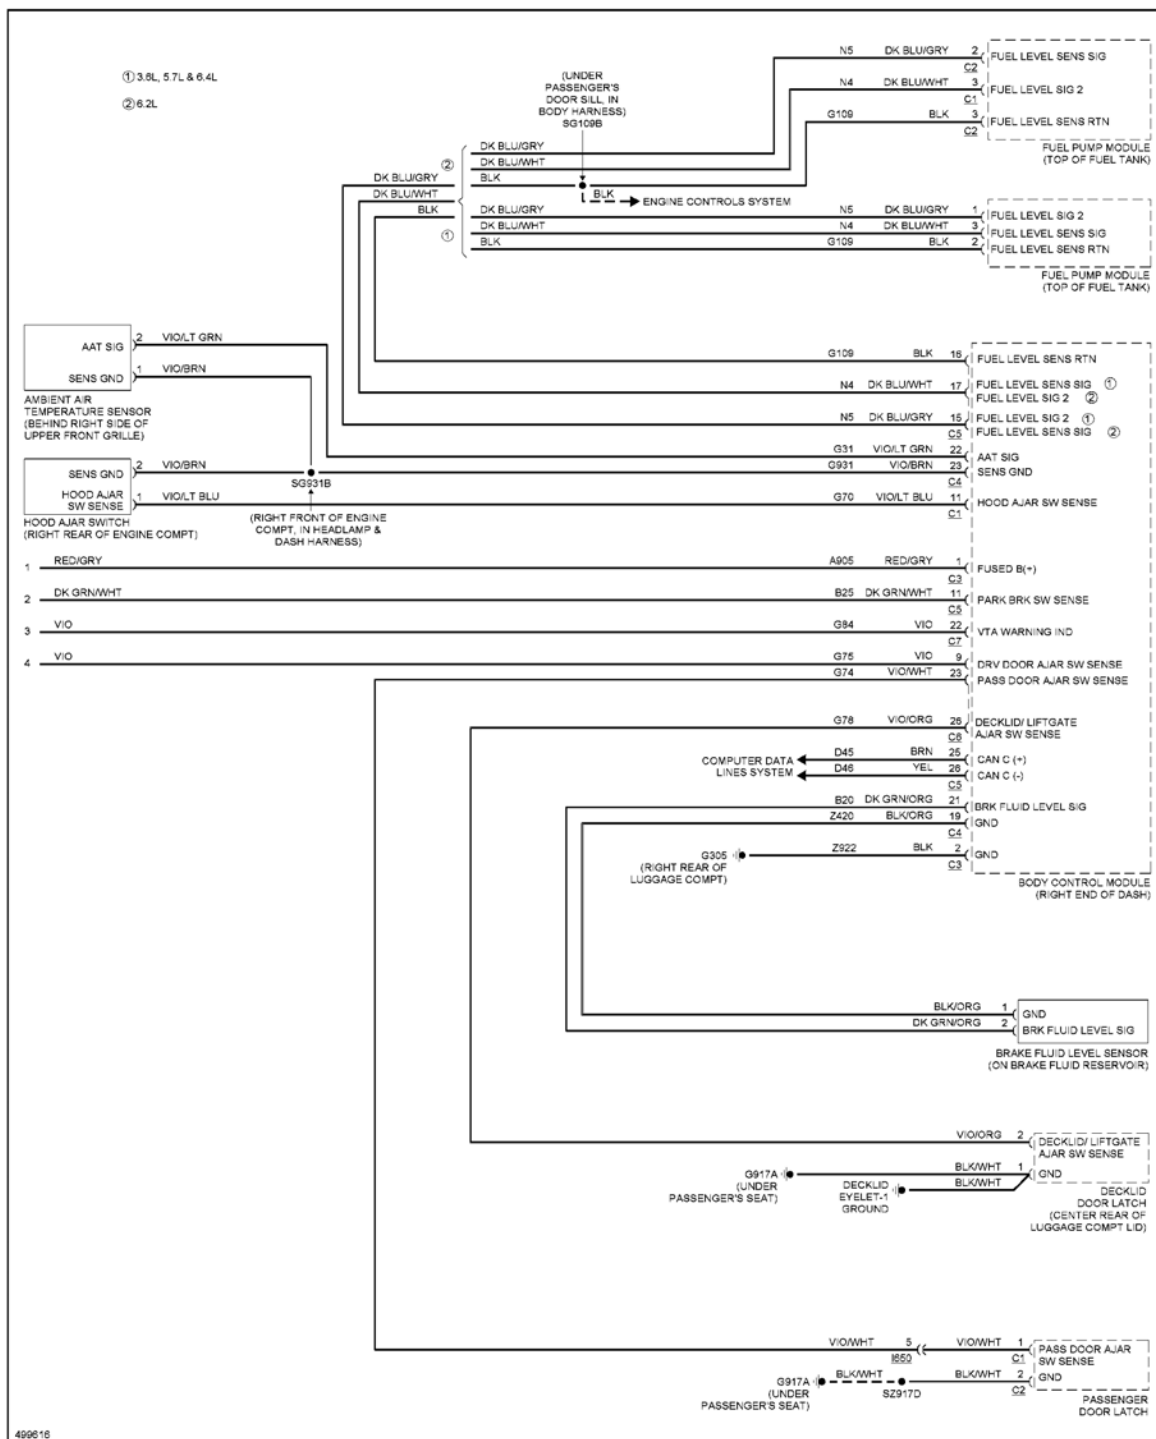 ① 3.6L, 5.7L & 6.4L
② 6.2L
(UNDER
PASSENGER'S
DOOR SILL, IN
BODY HARNESS)
SG109B
N5 DK BLU/GRY 2 FUEL LEVEL SENS SIG
C2
N4 DK BLU/WHT 3 FUEL LEVEL SIG 2
C1
G109 BLK 3 FUEL LEVEL SENS RTN
C2
FUEL PUMP MODULE
(TOP OF FUEL TANK)
DK BLU/GRY
② DK BLU/WHT
DK BLU/GRY BLK
DK BLU/WHT
BLK
BLK ENGINE CONTROLS SYSTEM
DK BLU/GRY N5 DK BLU/GRY 1 FUEL LEVEL SIG 2
① DK BLU/WHT N4 DK BLU/WHT 3 FUEL LEVEL SENS SIG
BLK G109 BLK 2 FUEL LEVEL SENS RTN
FUEL PUMP MODULE
(TOP OF FUEL TANK)
AAT SIG 2 VIO/LT GRN
SENS GND 1 VIO/BRN
AMBIENT AIR
TEMPERATURE SENSOR
(BEHIND RIGHT SIDE OF
UPPER FRONT GRILLE)
G109 BLK 16 FUEL LEVEL SENS RTN
N4 DK BLU/WHT 17 FUEL LEVEL SENS SIG ①
FUEL LEVEL SIG 2 ②
N5 DK BLU/GRY 15 FUEL LEVEL SIG 2 ①
C5 FUEL LEVEL SENS SIG ②
G31 VIO/LT GRN 22 AAT SIG
SENS GND 2 VIO/BRN G931 VIO/BRN 23 SENS GND
C4
SG931B
HOOD AJAR
SW SENSE 1 VIO/LT BLU G70 VIO/LT BLU 11 HOOD AJAR SW SENSE
C1
HOOD AJAR SWITCH
(RIGHT REAR OF ENGINE COMPT)
(RIGHT FRONT OF ENGINE
COMPT, IN HEADLAMP &
DASH HARNESS)
1 RED/GRY A905 RED/GRY 1 FUSED B(+)
C3
2 DK GRN/WHT B25 DK GRN/WHT 11 PARK BRK SW SENSE
C5
3 VIO G84 VIO 22 VTA WARNING IND
C7
4 VIO G75 VIO 9 DRV DOOR AJAR SW SENSE
G74 VIO/WHT 23 PASS DOOR AJAR SW SENSE
G78 VIO/ORG 26 DECKLID/ LIFTGATE
C6 AJAR SW SENSE
COMPUTER DATA
LINES SYSTEM
D45 BRN 25 CAN C (+)
D46 YEL 26 CAN C (-)
C5
B20 DK GRN/ORG 21 BRK FLUID LEVEL SIG
Z420 BLK/ORG 19 GND
C4
G305
(RIGHT REAR OF
LUGGAGE COMPT)
Z922 BLK 2 GND
C3
BODY CONTROL MODULE
(RIGHT END OF DASH)
BLK/ORG 1 GND
DK GRN/ORG 2 BRK FLUID LEVEL SIG
BRAKE FLUID LEVEL SENSOR
(ON BRAKE FLUID RESERVOIR)
VIO/ORG 2 DECKLID/ LIFTGATE
AJAR SW SENSE
G917A
(UNDER
PASSENGER'S SEAT)
BLK/WHT 1 GND
DECKLID
EYELET-1
GROUND
BLK/WHT
DECKLID
DOOR LATCH
(CENTER REAR OF
LUGGAGE COMPT LID)
VIO/WHT 5 VIO/WHT 1 PASS DOOR AJAR
I650 C1 SW SENSE
G917A
(UNDER
PASSENGER'S SEAT)
BLK/WHT SZ917D BLK/WHT 2 GND
C2
PASSENGER
DOOR LATCH
499616